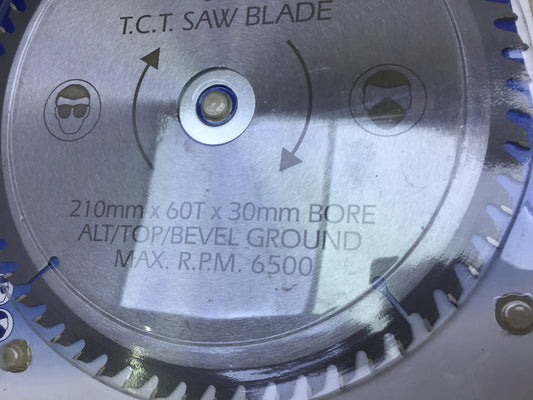 T.C.T. SAW BLADE
210mm x 60T x 30mm BORE
ALT/TOP/BEVEL GROUND
MAX. R.P.M. 6500